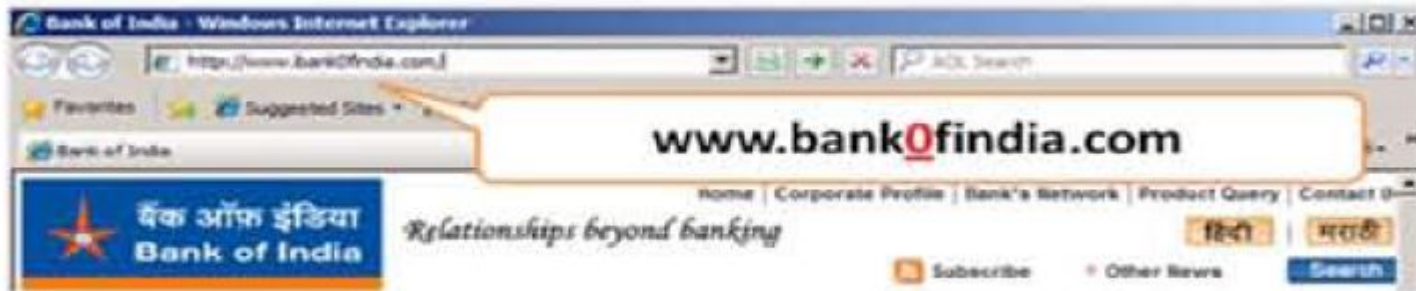 Bank of India - Windows Internet Explorer
http://www.bank0findia.com/ AOL Search
Favorites Suggested Sites
www.bank0findia.com
Bank of India
Home | Corporate Profile | Bank's Network | Product Query | Contact U
बैंक ऑफ़ इंडिया
Bank of India
Relationships beyond banking
हिन्दी | मराठी
Subscribe Other News Search